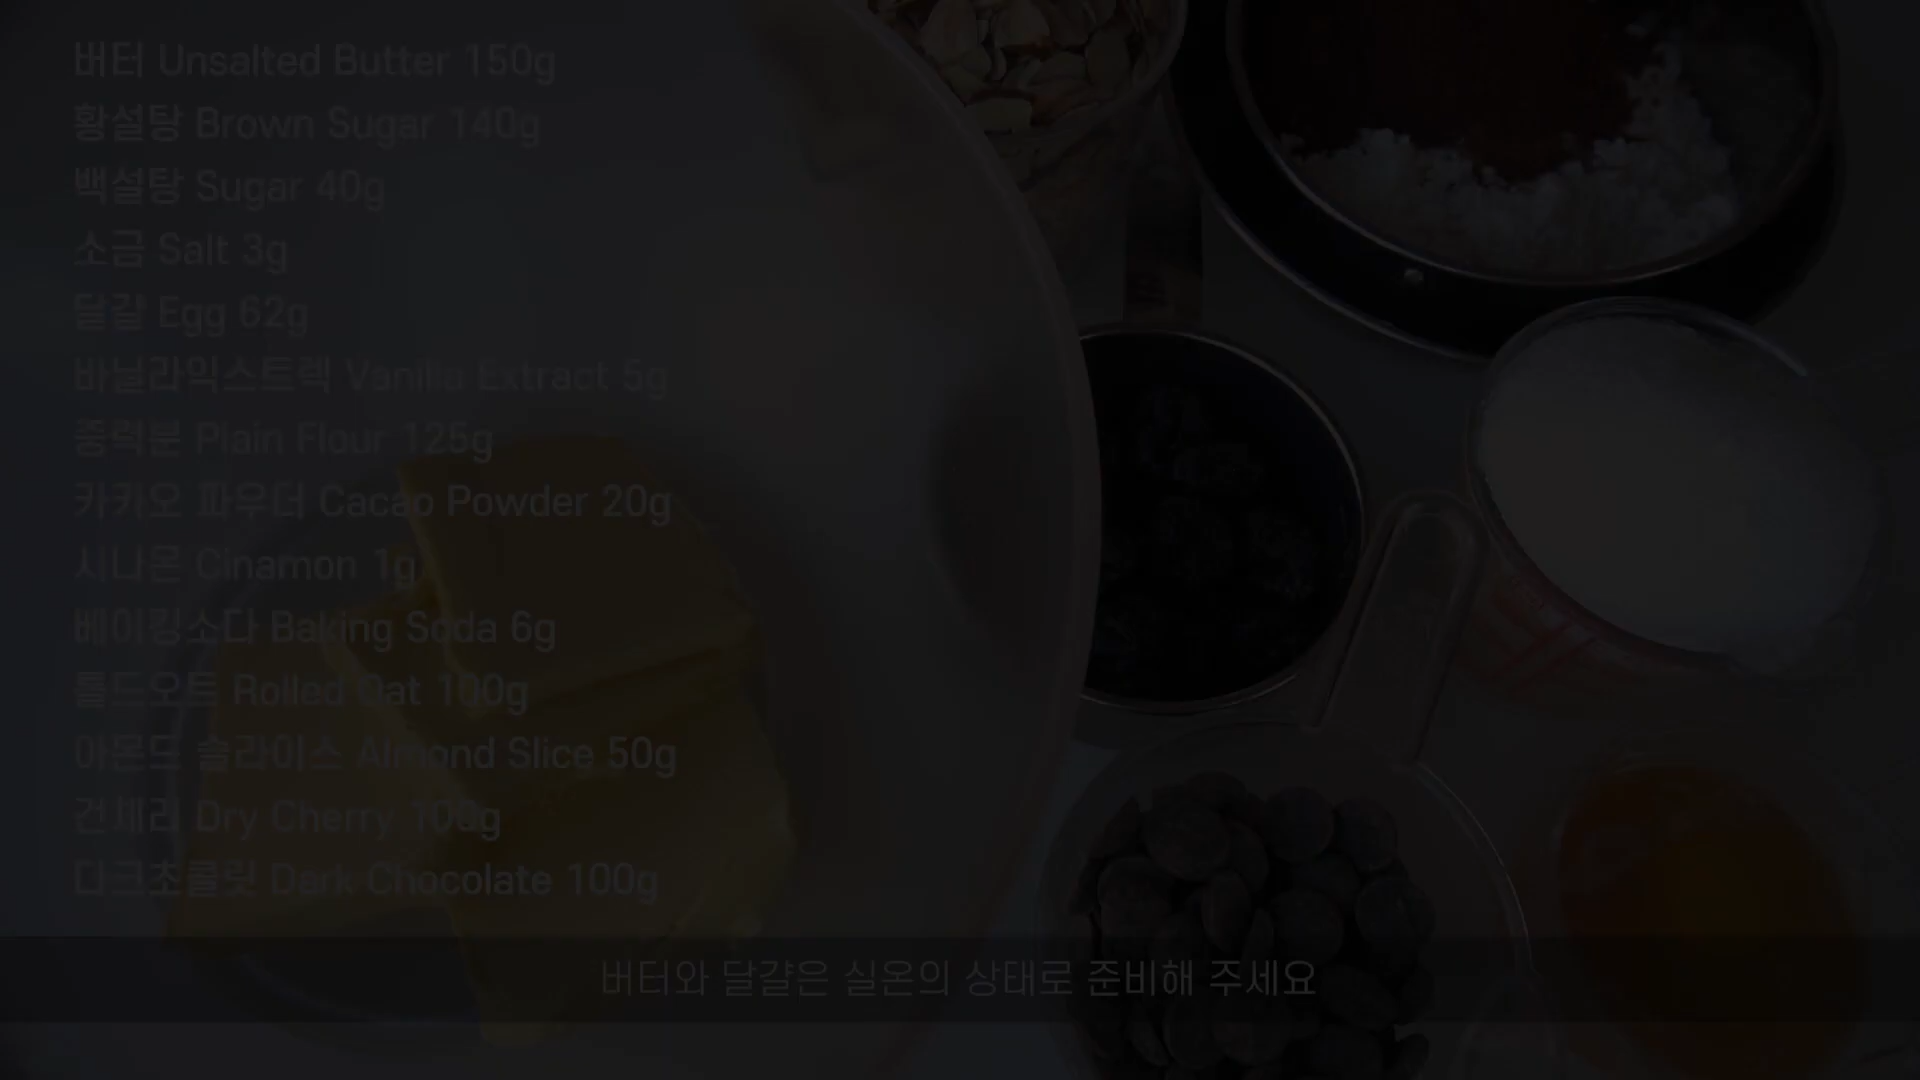 버터 Unsalted Butter 150g
황설탕 Brown Sugar 140g
백설탕 Sugar 40g
소금 Salt 3g
달걀 Egg 62g
바닐라익스트렉 Vanilla Extract 5g
중력분 Plain Flour 125g
카카오 파우더 Cacao Powder 20g
시나몬 Cinamon 1g
베이킹소다 Baking Soda 6g
롤드오트 Rolled Oat 100g
아몬드 슬라이스 Almond Slice 50g
건체리 Dry Cherry 100g
다크초콜릿 Dark Chocolate 100g
버터와 달걀은 실온의 상태로 준비해 주세요